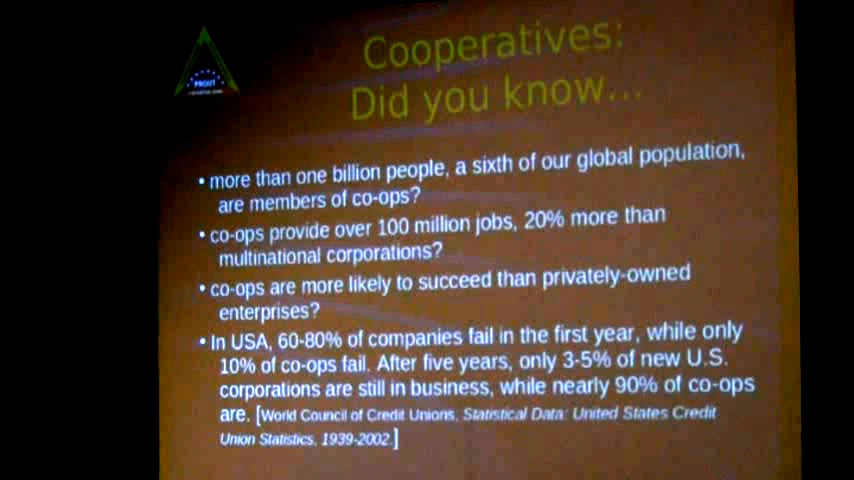 PROUT
Cooperatives:
Did you know...
• more than one billion people, a sixth of our global population,
are members of co-ops?
• co-ops provide over 100 million jobs, 20% more than
multinational corporations?
• co-ops are more likely to succeed than privately-owned
enterprises?
• In USA, 60-80% of companies fail in the first year, while only
10% of co-ops fail. After five years, only 3-5% of new U.S.
corporations are still in business, while nearly 90% of co-ops
are. [World Council of Credit Unions, Statistical Data: United States Credit
Union Statistics, 1939-2002.]